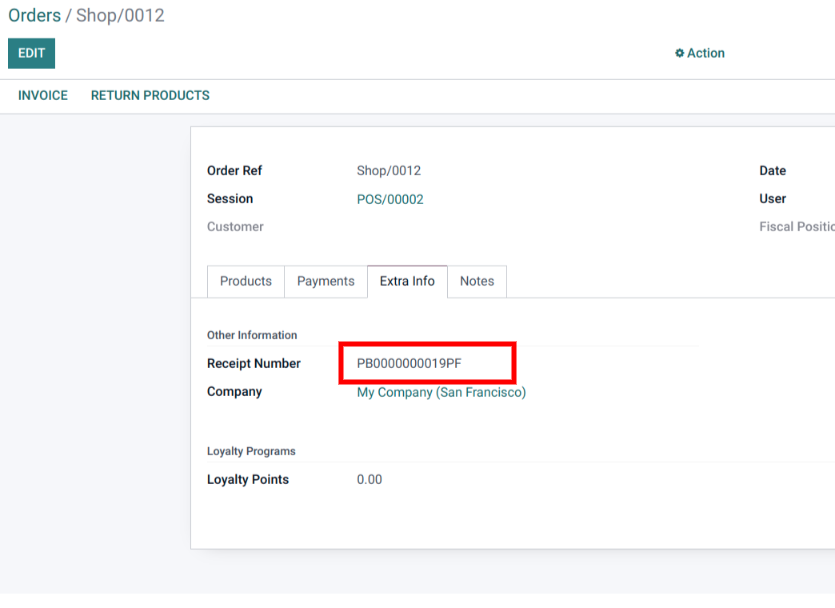 Orders / Shop/0012
EDIT
Action
INVOICE RETURN PRODUCTS
Order Ref Shop/0012 Date
Session POS/00002 User
Customer Fiscal Positio
Products Payments Extra Info Notes
Other Information
Receipt Number PB0000000019PF
Company My Company (San Francisco)
Loyalty Programs
Loyalty Points 0.00